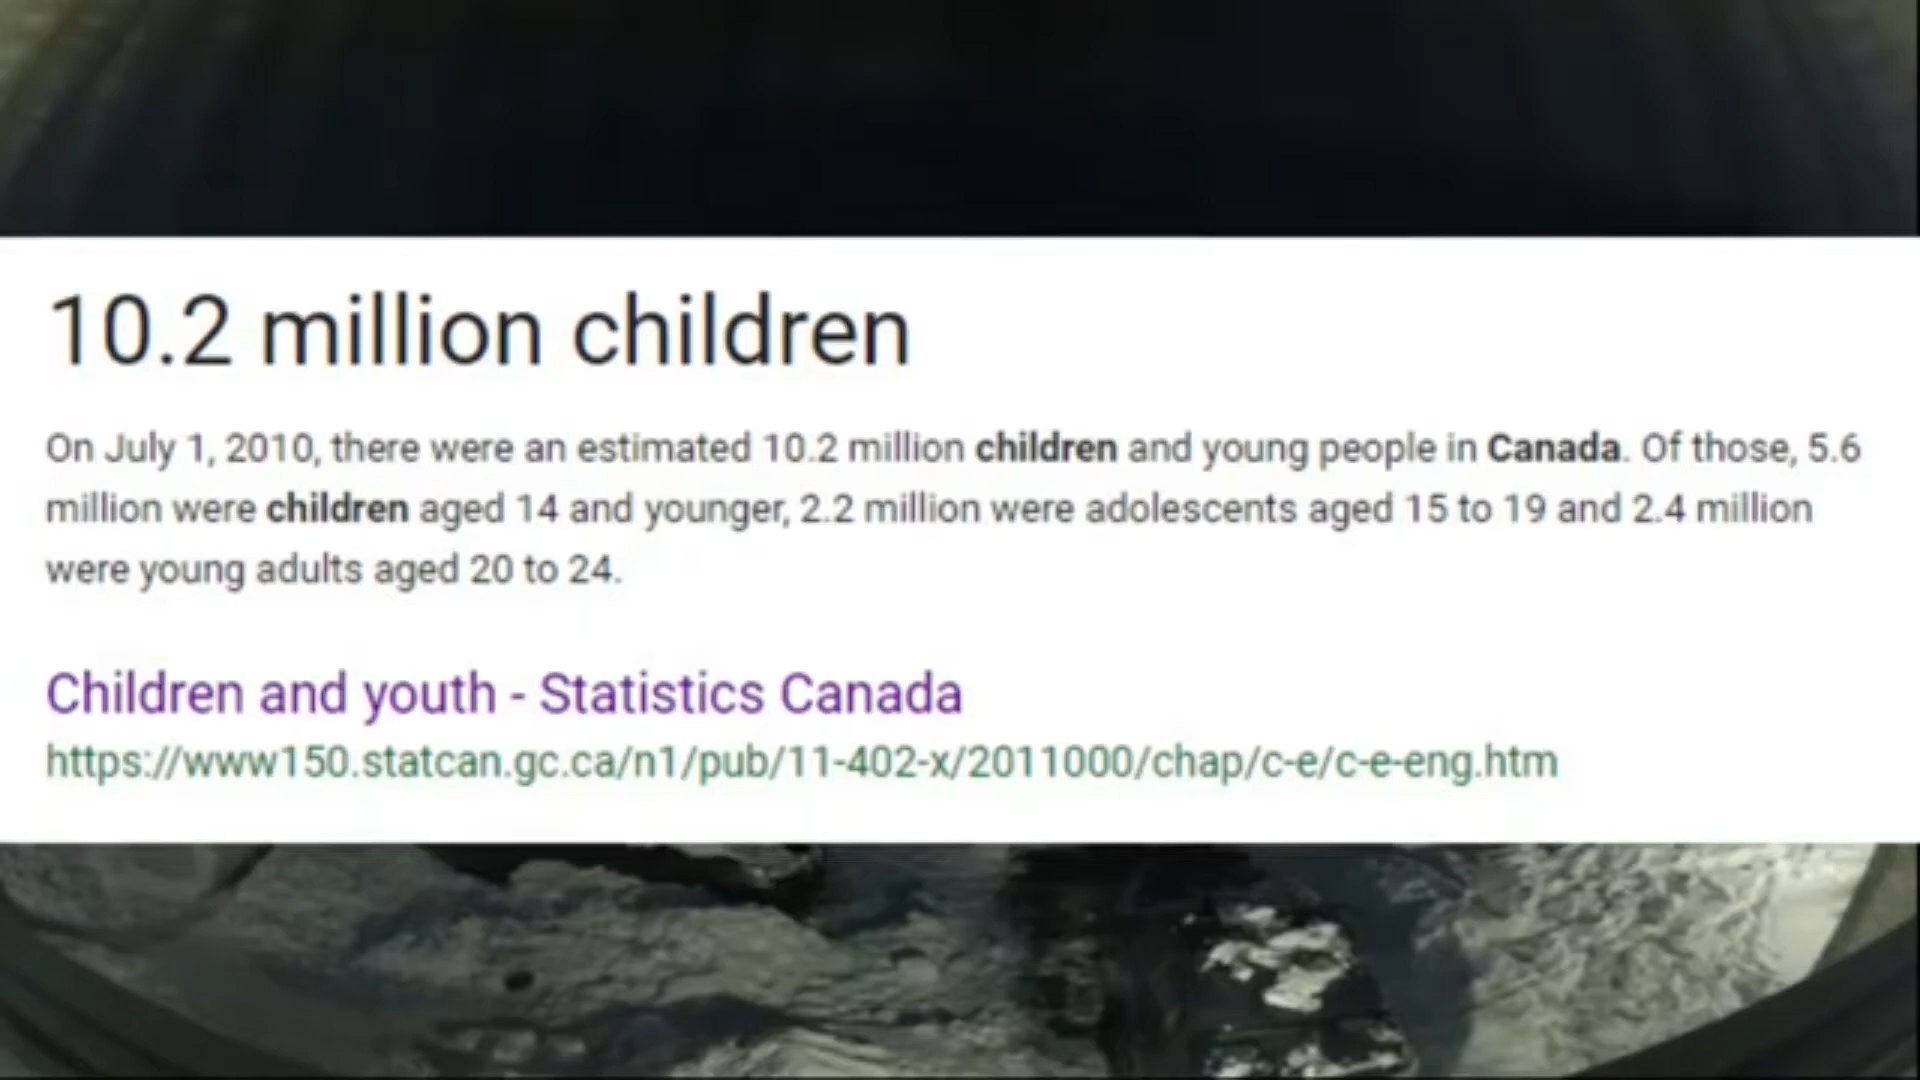 10.2 million children
On July 1, 2010, there were an estimated 10.2 million children and young people in Canada. Of those, 5.6
million were children aged 14 and younger, 2.2 million were adolescents aged 15 to 19 and 2.4 million
were young adults aged 20 to 24.
Children and youth - Statistics Canada
https://www150.statcan.gc.ca/n1/pub/11-402-x/2011000/chap/c-e/c-e-eng.htm